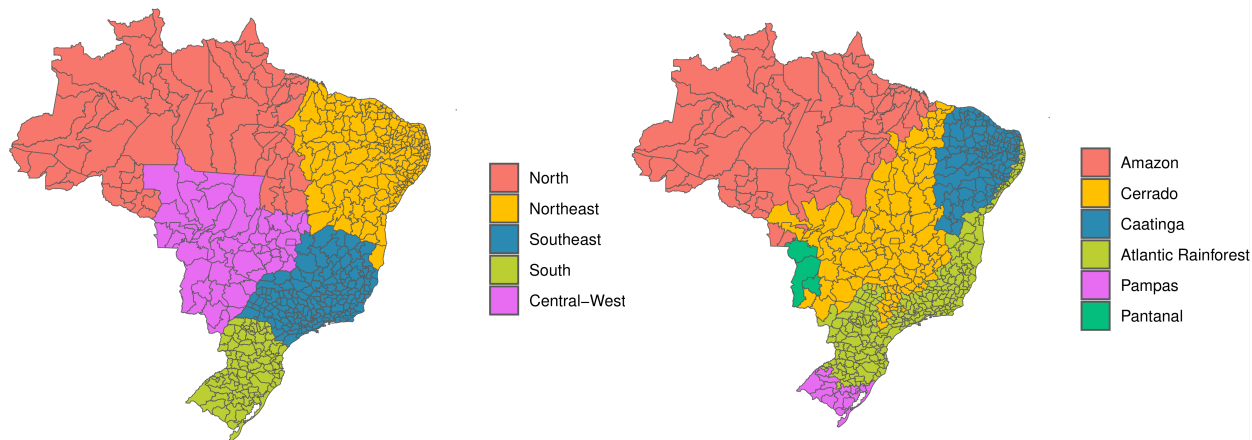 North
Northeast
Southeast
South
Central−West
Amazon
Cerrado
Caatinga
Atlantic Rainforest
Pampas
Pantanal